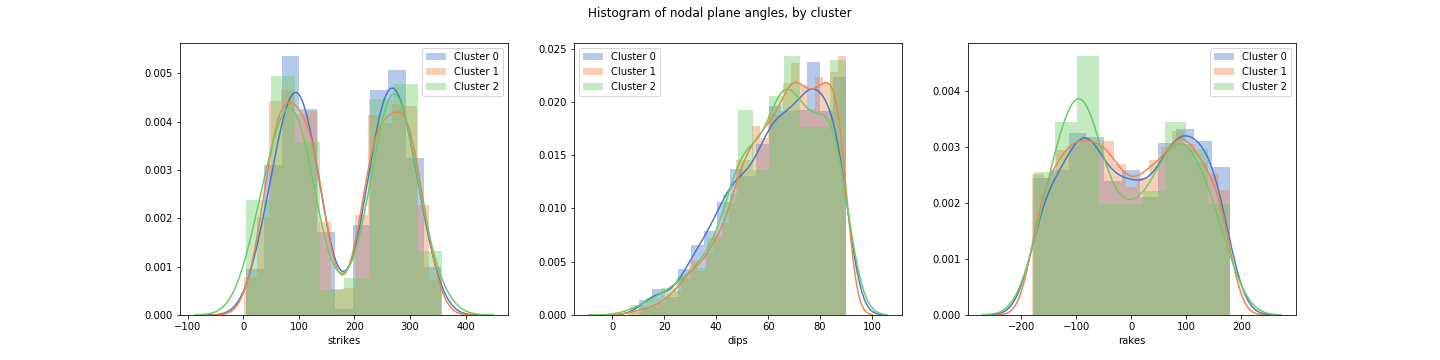 Histogram of nodal plane angles, by cluster
0.005
0.004
0.003
0.002
0.001
0.000
−100
0
100
200
300
400
strikes
Cluster 0
Cluster 1
Cluster 2
0.025
0.020
0.015
0.010
0.005
0.000
0
20
40
60
80
100
dips
Cluster 0
Cluster 1
Cluster 2
0.004
0.003
0.002
0.001
0.000
−200
−100
0
100
200
rakes
Cluster 0
Cluster 1
Cluster 2